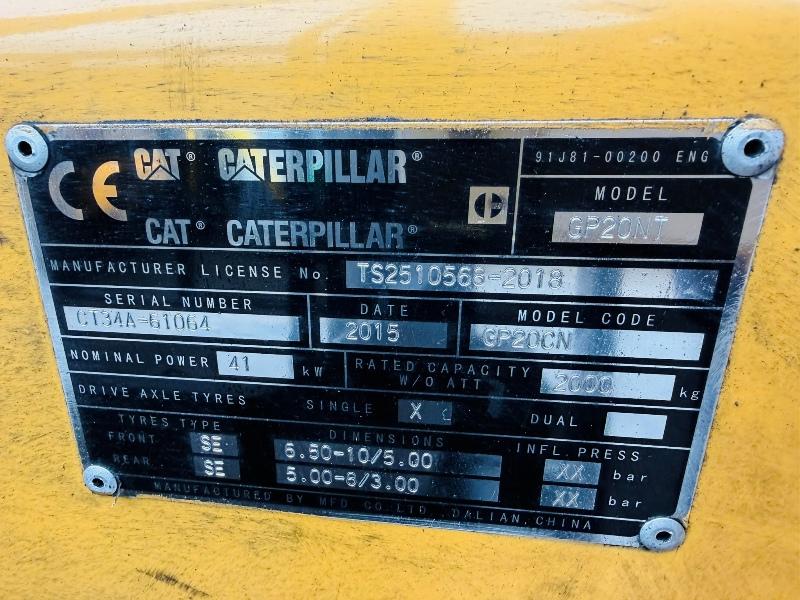 CE CAT® CATERPILLAR®
CAT® CATERPILLAR®
91J81-00200 ENG
MODEL
GP20NT
MANUFACTURER LICENSE No. TS2510568-2018
SERIAL NUMBER
CT34A-61064
DATE
2015
MODEL CODE
GP20CN
NOMINAL POWER 41 kW
RATED CAPACITY
W/O ATT
2000 kg
DRIVE AXLE TYRES SINGLE X DUAL
TYRES TYPE DIMENSIONS INFL.PRESS
FRONT SE 6.50-10/5.00 XX bar
REAR SE 5.00-8/3.00 XX bar
MANUFACTURED BY MFD CO.LTD.,DALIAN,CHINA